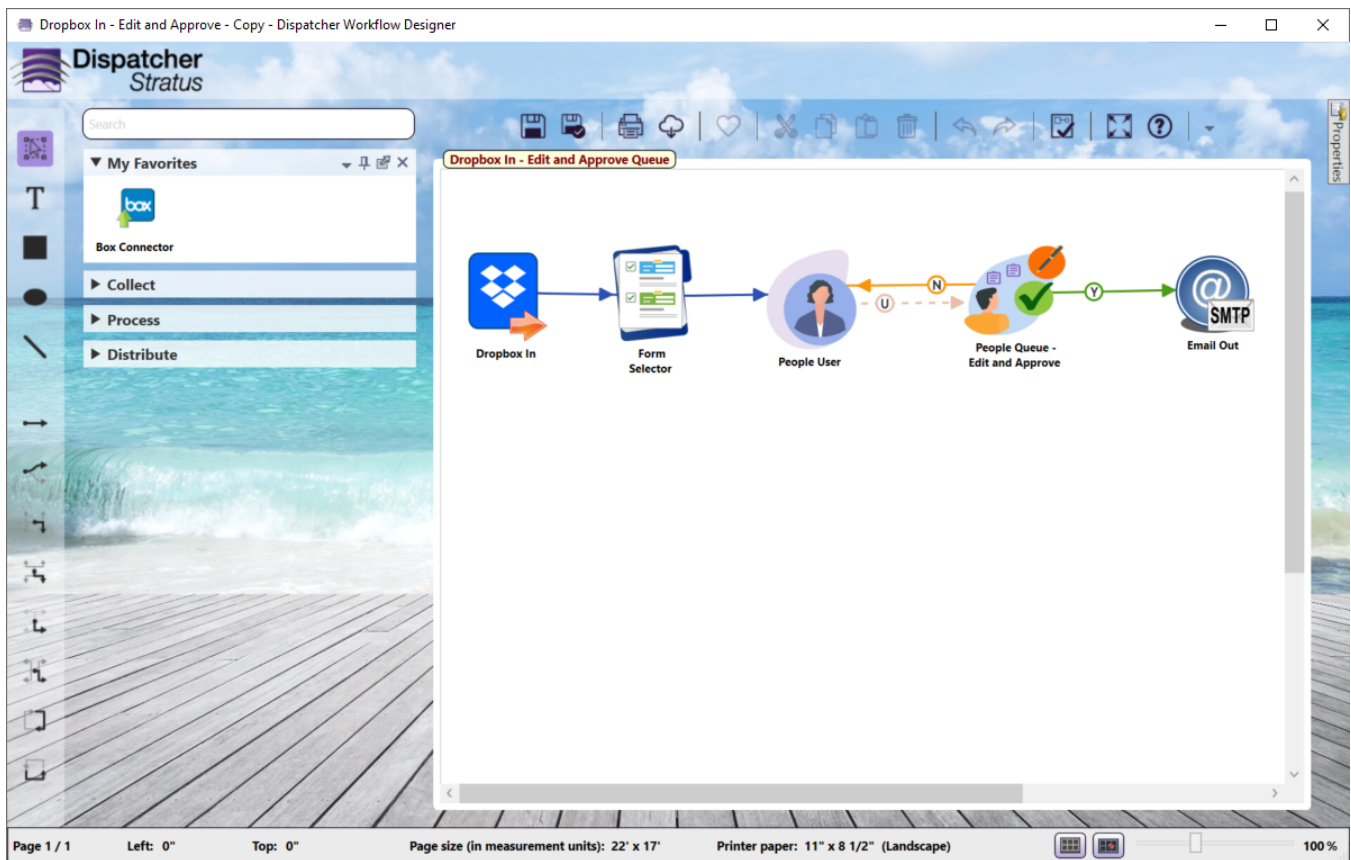 Dropbox In - Edit and Approve - Copy - Dispatcher Workflow Designer
Dispatcher
Stratus
Search
My Favorites
box
Box Connector
Collect
Process
Distribute
T
?
Properties
Dropbox In - Edit and Approve Queue
Dropbox In
Form
Selector
People User
N
U
People Queue -
Edit and Approve
Y
@
SMTP
Email Out
Page 1 / 1
Left: 0"
Top: 0"
Page size (in measurement units): 22' x 17'
Printer paper: 11" x 8 1/2" (Landscape)
100 %